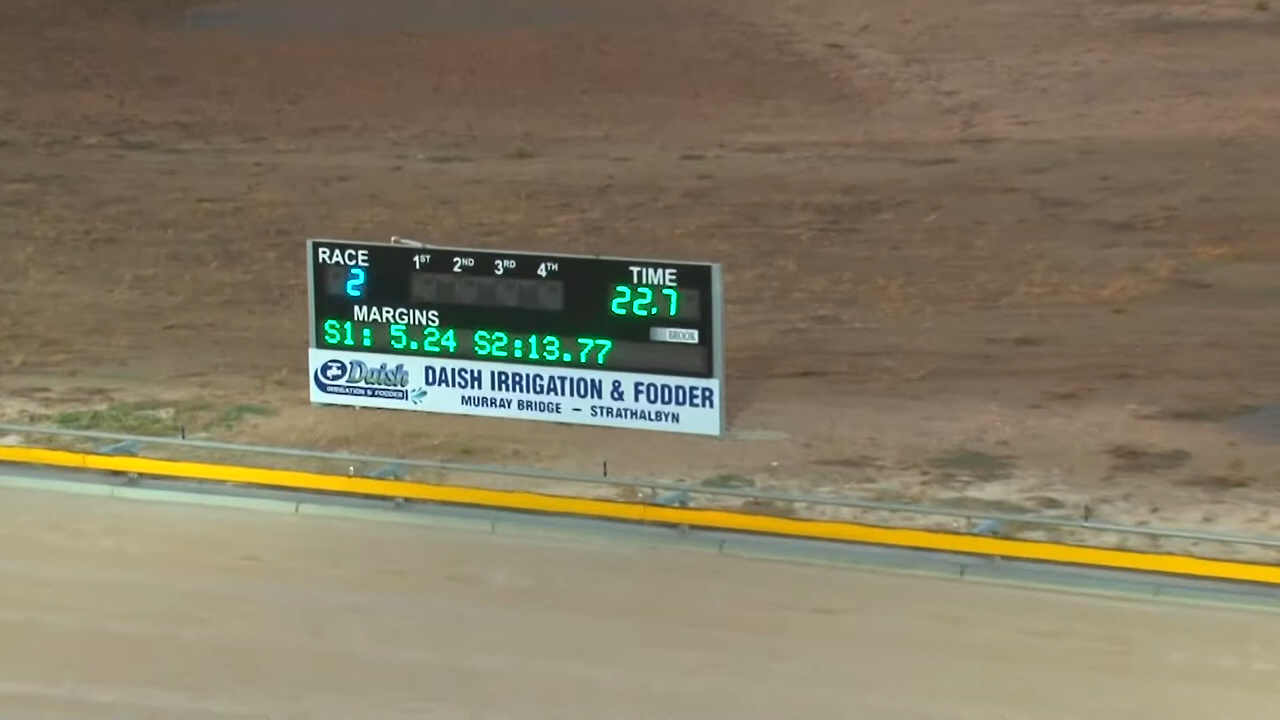 RACE 1ST 2ND 3RD 4TH TIME
2 22.7
MARGINS
BROOK
S1: 5.24 S2:13.77
Daish
IRRIGATION & FODDER
DAISH IRRIGATION & FODDER
MURRAY BRIDGE – STRATHALBYN